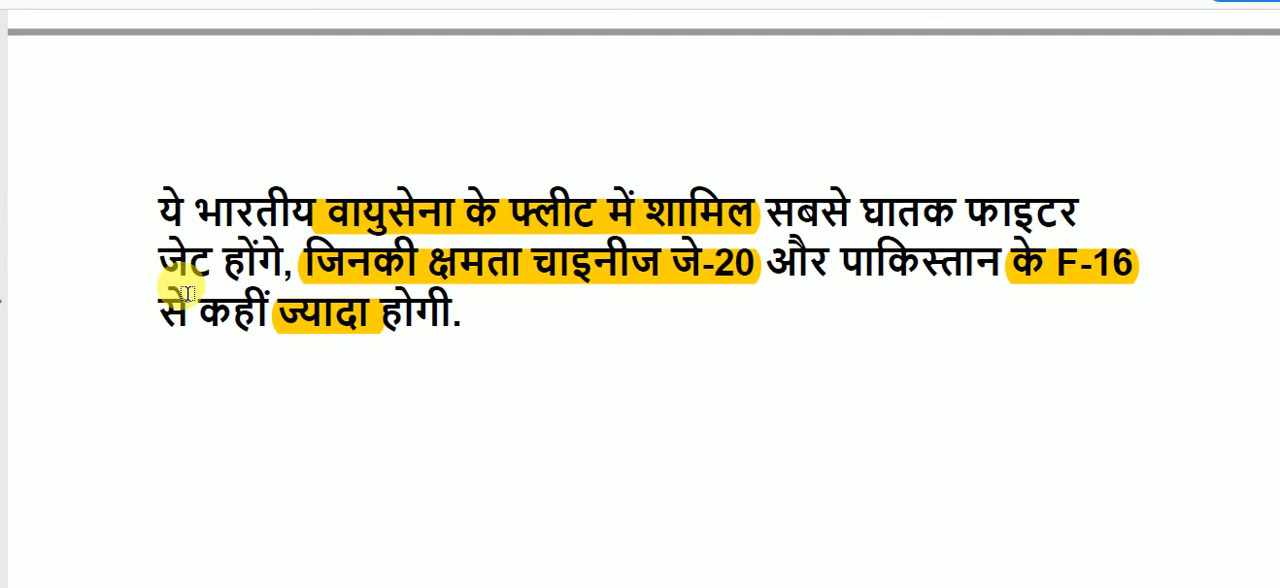 ये भारतीय वायुसेना के फ्लीट में शामिल सबसे घातक फाइटर
जेट होंगे, जिनकी क्षमता चाइनीज जे-20 और पाकिस्तान के F-16
से कहीं ज्यादा होगी.